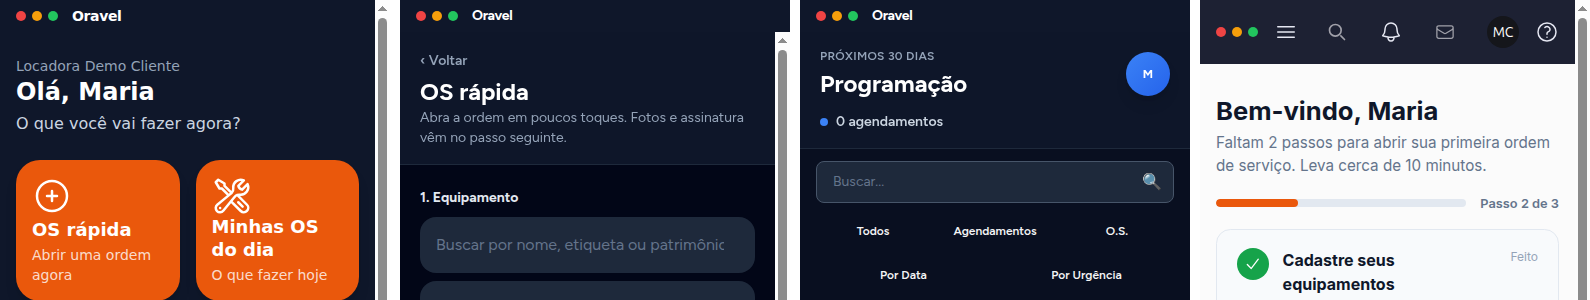 Oravel
Locadora Demo Cliente
Olá, Maria
O que você vai fazer agora?
OS rápida
Abrir uma ordem
agora
Minhas OS
do dia
O que fazer hoje
Oravel
‹ Voltar
OS rápida
Abra a ordem em poucos toques. Fotos e assinatura
vêm no passo seguinte.
1. Equipamento
Buscar por nome, etiqueta ou patrimônic
Oravel
PRÓXIMOS 30 DIAS
Programação
M
0 agendamentos
Buscar...
Todos
Agendamentos
O.S.
Por Data
Por Urgência
MC
Bem-vindo, Maria
Faltam 2 passos para abrir sua primeira ordem
de serviço. Leva cerca de 10 minutos.
Passo 2 de 3
Cadastre seus
equipamentos
Feito